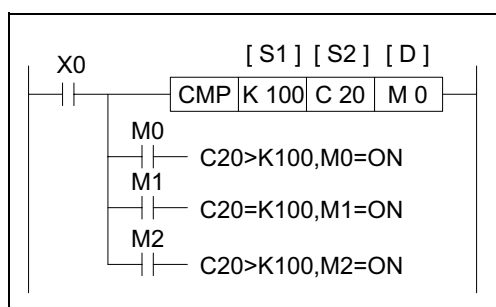 [ S1 ] [ S2 ] [ D ]
X0
CMP K 100 C 20 M 0
M0
C20>K100,M0=ON
M1
C20=K100,M1=ON
M2
C20>K100,M2=ON